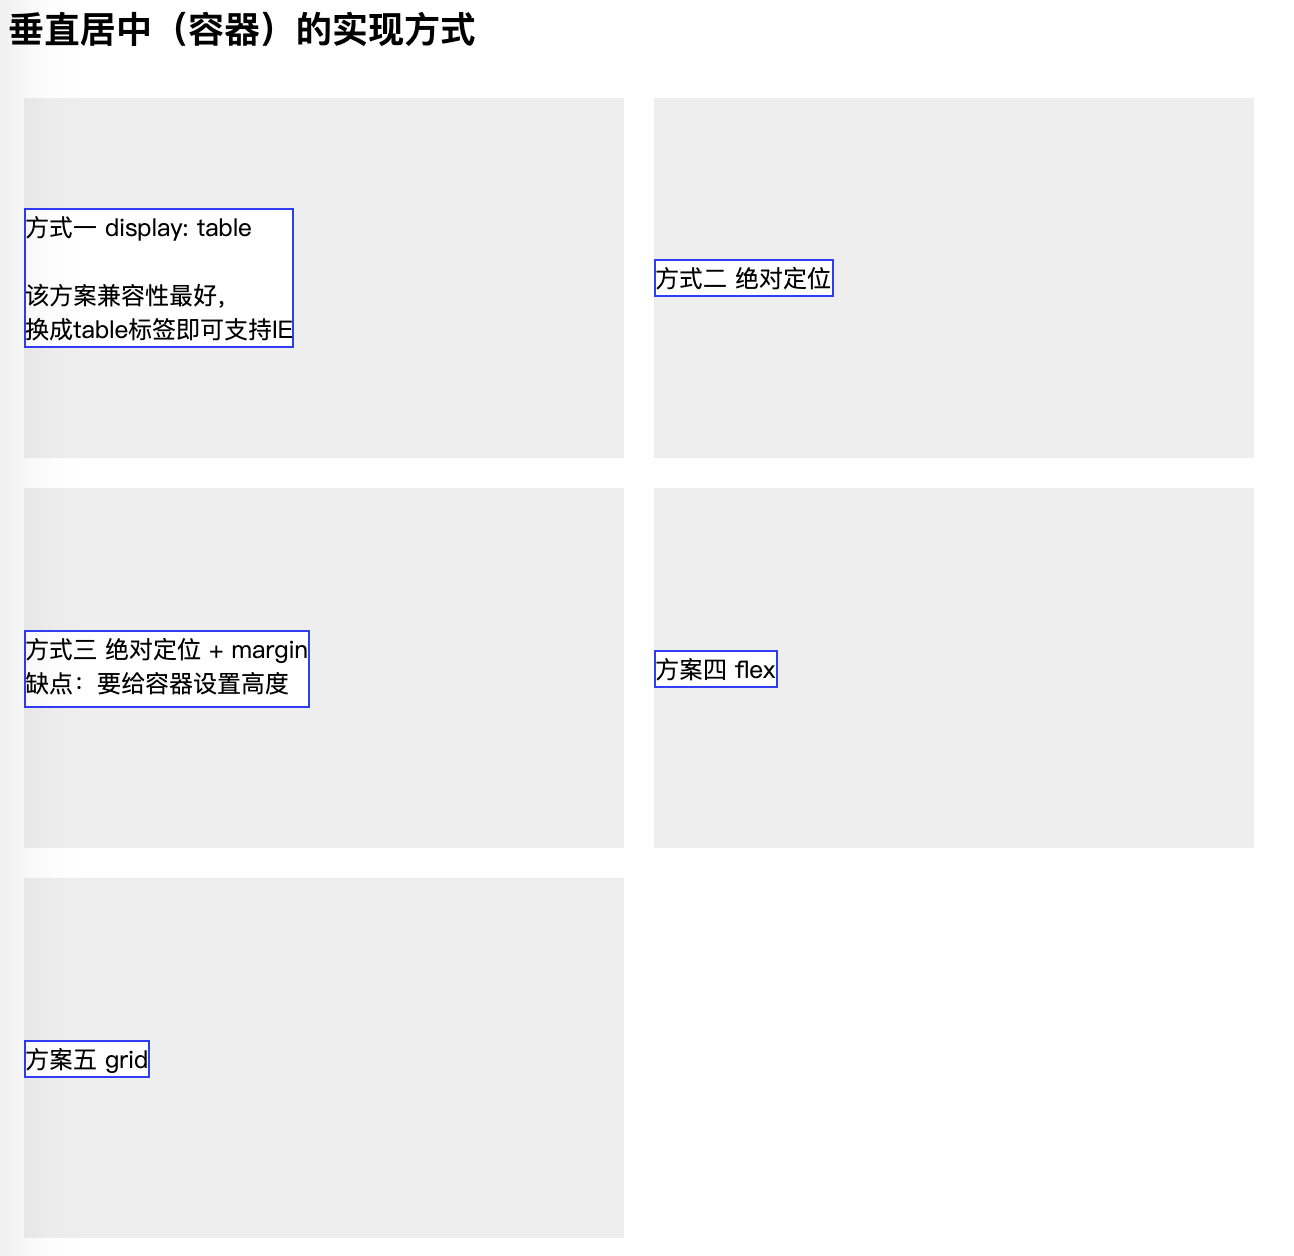 垂直居中（容器）的实现方式
方式一 display: table
该方案兼容性最好，
换成table标签即可支持IE
方式二 绝对定位
方式三 绝对定位 + margin
缺点：要给容器设置高度
方案四 flex
方案五 grid